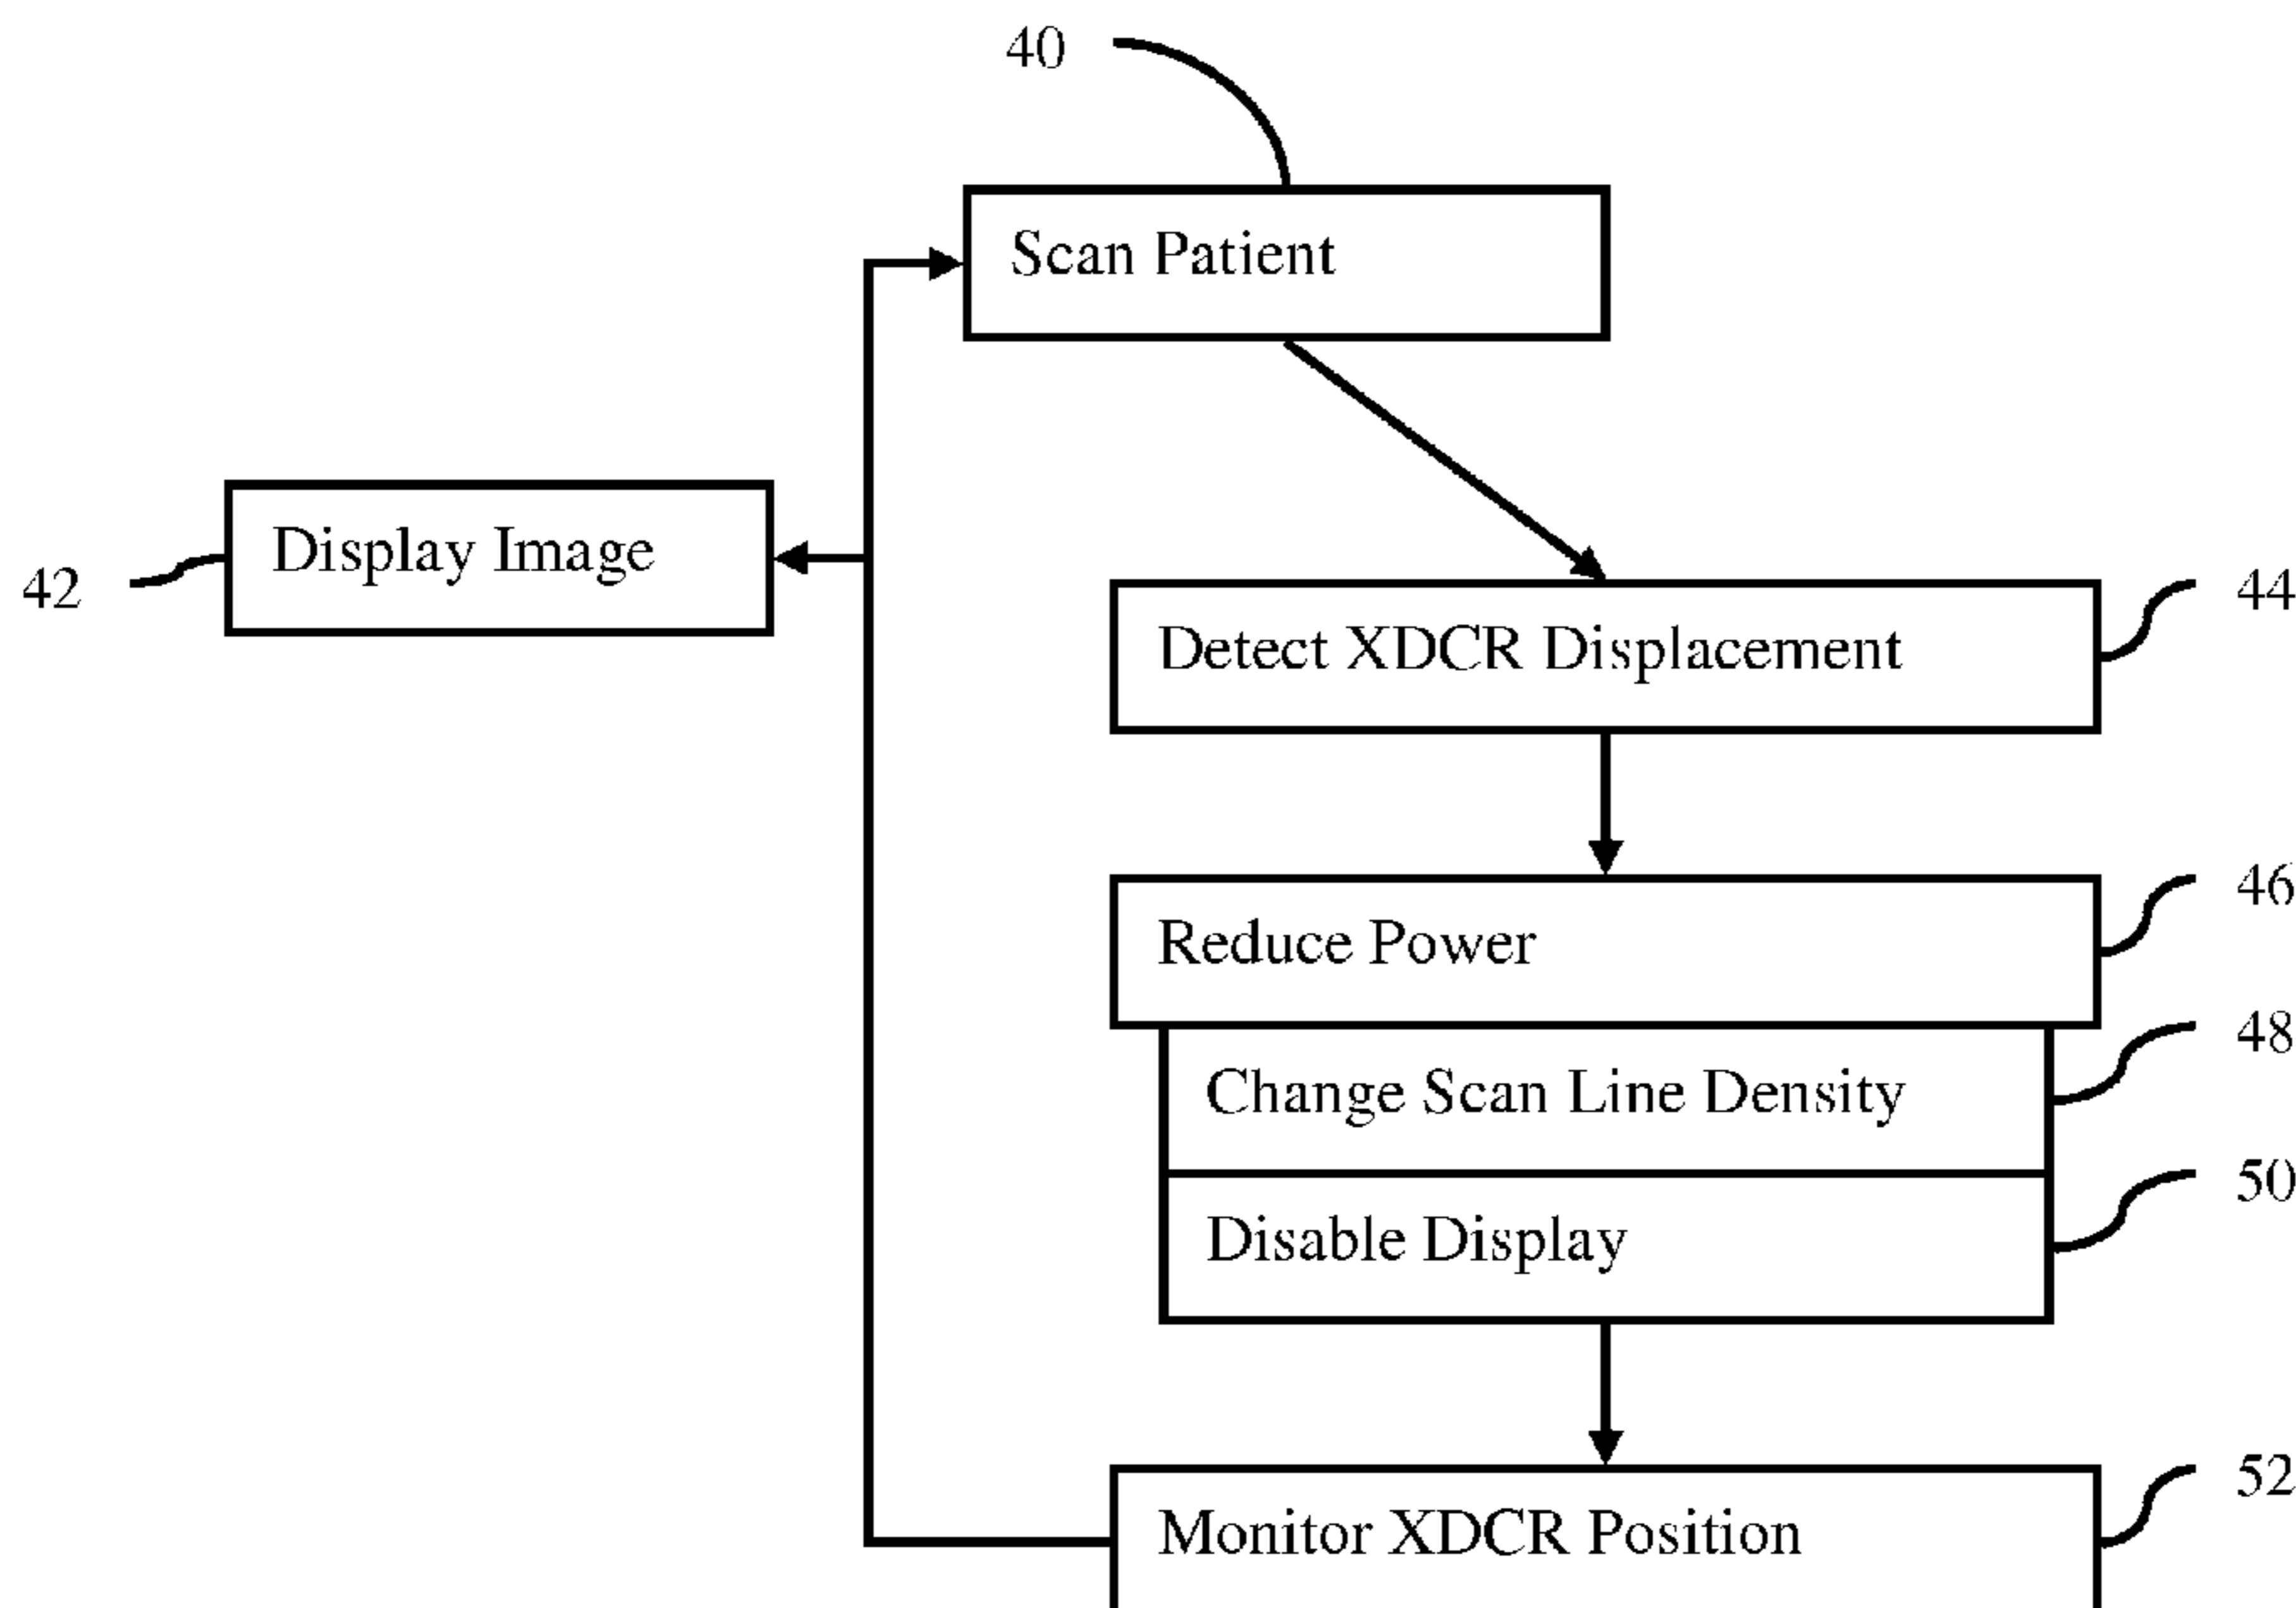 40
Scan Patient
Display Image
42
44
Detect XDCR Displacement
46
Reduce Power
48
Change Scan Line Density
50
Disable Display
52
Monitor XDCR Position